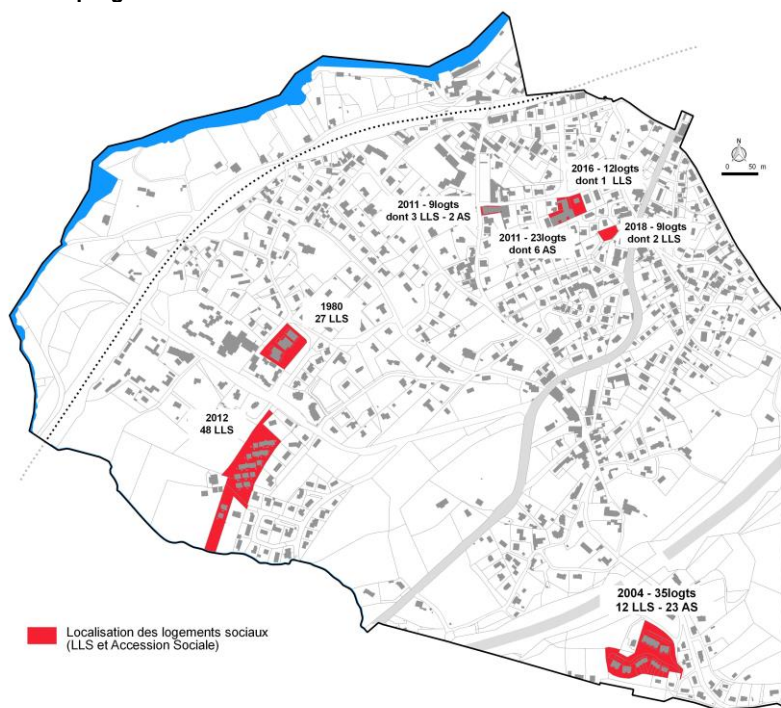 N
0 50 m
2016 - 12logts
dont 1 LLS
2011 - 9logts
dont 3 LLS - 2 AS
2018 - 9logts
dont 2 LLS
2011 - 23logts
dont 6 AS
1980
27 LLS
2012
48 LLS
2004 - 35logts
12 LLS - 23 AS
Localisation des logements sociaux
(LLS et Accession Sociale)